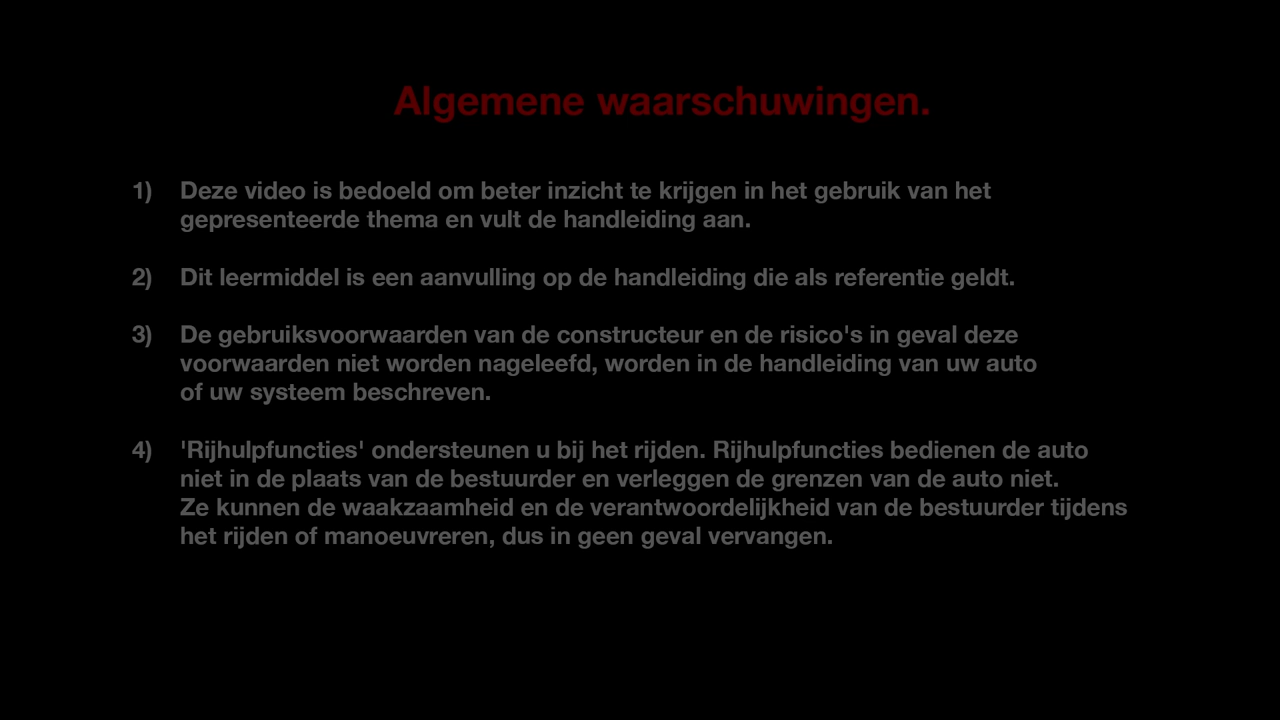 Algemene waarschuwingen.
1) Deze video is bedoeld om beter inzicht te krijgen in het gebruik van het
gepresenteerde thema en vult de handleiding aan.
2) Dit leermiddel is een aanvulling op de handleiding die als referentie geldt.
3) De gebruiksvoorwaarden van de constructeur en de risico's in geval deze
voorwaarden niet worden nageleefd, worden in de handleiding van uw auto
of uw systeem beschreven.
4) 'Rijhulpfuncties' ondersteunen u bij het rijden. Rijhulpfuncties bedienen de auto
niet in de plaats van de bestuurder en verleggen de grenzen van de auto niet.
Ze kunnen de waakzaamheid en de verantwoordelijkheid van de bestuurder tijdens
het rijden of manoeuvreren, dus in geen geval vervangen.